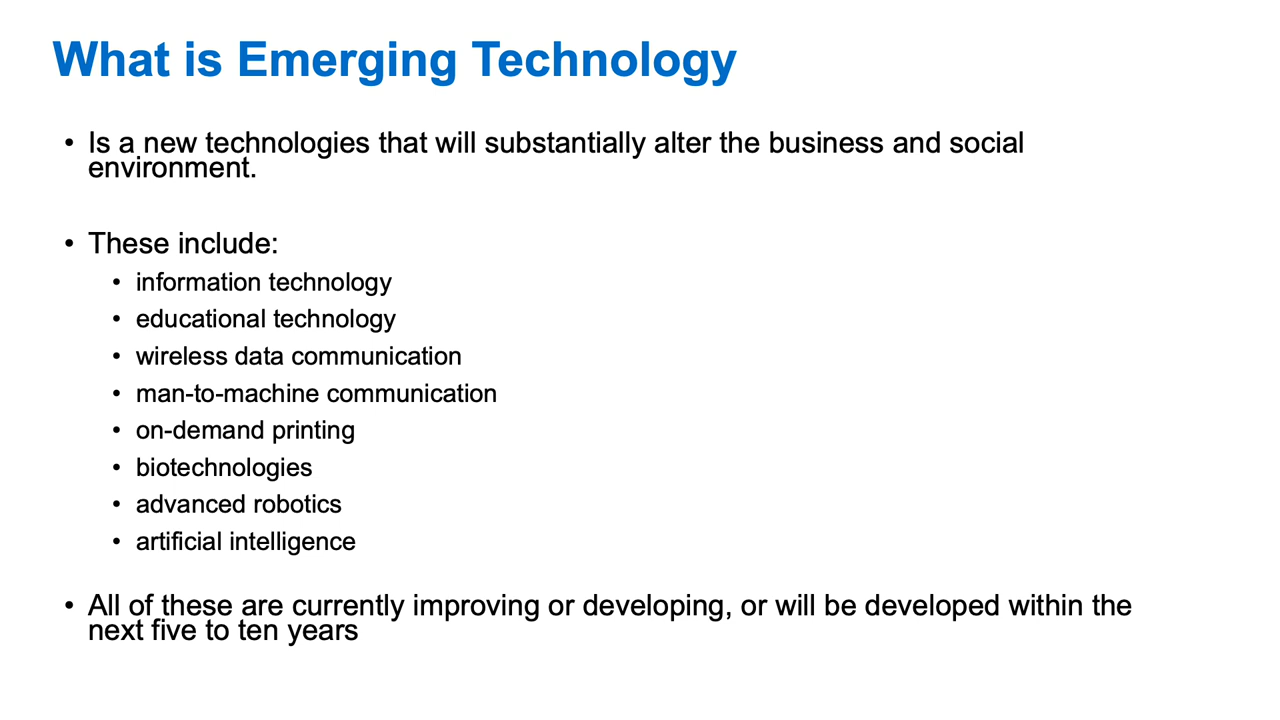 What is Emerging Technology
• Is a new technologies that will substantially alter the business and social
environment.
• These include:
• information technology
• educational technology
• wireless data communication
• man-to-machine communication
• on-demand printing
• biotechnologies
• advanced robotics
• artificial intelligence
• All of these are currently improving or developing, or will be developed within the
next five to ten years